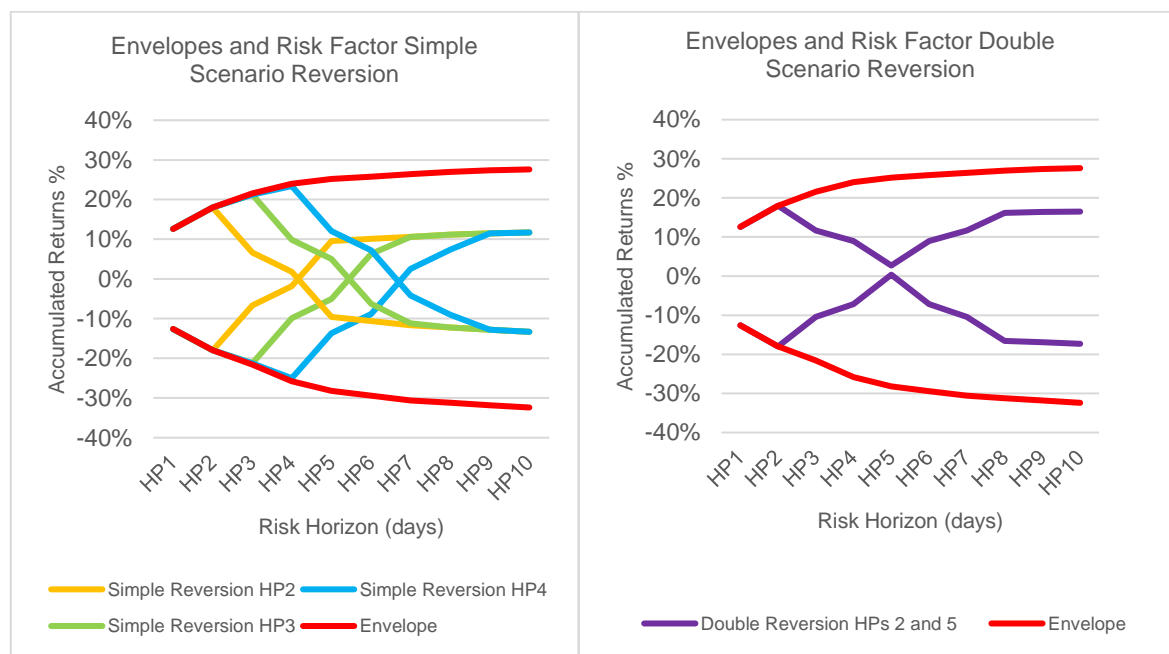 Envelopes and Risk Factor Simple
Scenario Reversion
Accumulated Returns %
40%
30%
20%
10%
0%
-10%
-20%
-30%
-40%
HP1
HP2
HP3
HP4
HP5
HP6
HP7
HP8
HP9
HP10
Risk Horizon (days)
Simple Reversion HP2
Simple Reversion HP4
Simple Reversion HP3
Envelope
Envelopes and Risk Factor Double
Scenario Reversion
Accumulated Returns %
40%
30%
20%
10%
0%
-10%
-20%
-30%
-40%
HP1
HP2
HP3
HP4
HP5
HP6
HP7
HP8
HP9
HP10
Risk Horizon (days)
Double Reversion HPs 2 and 5
Envelope